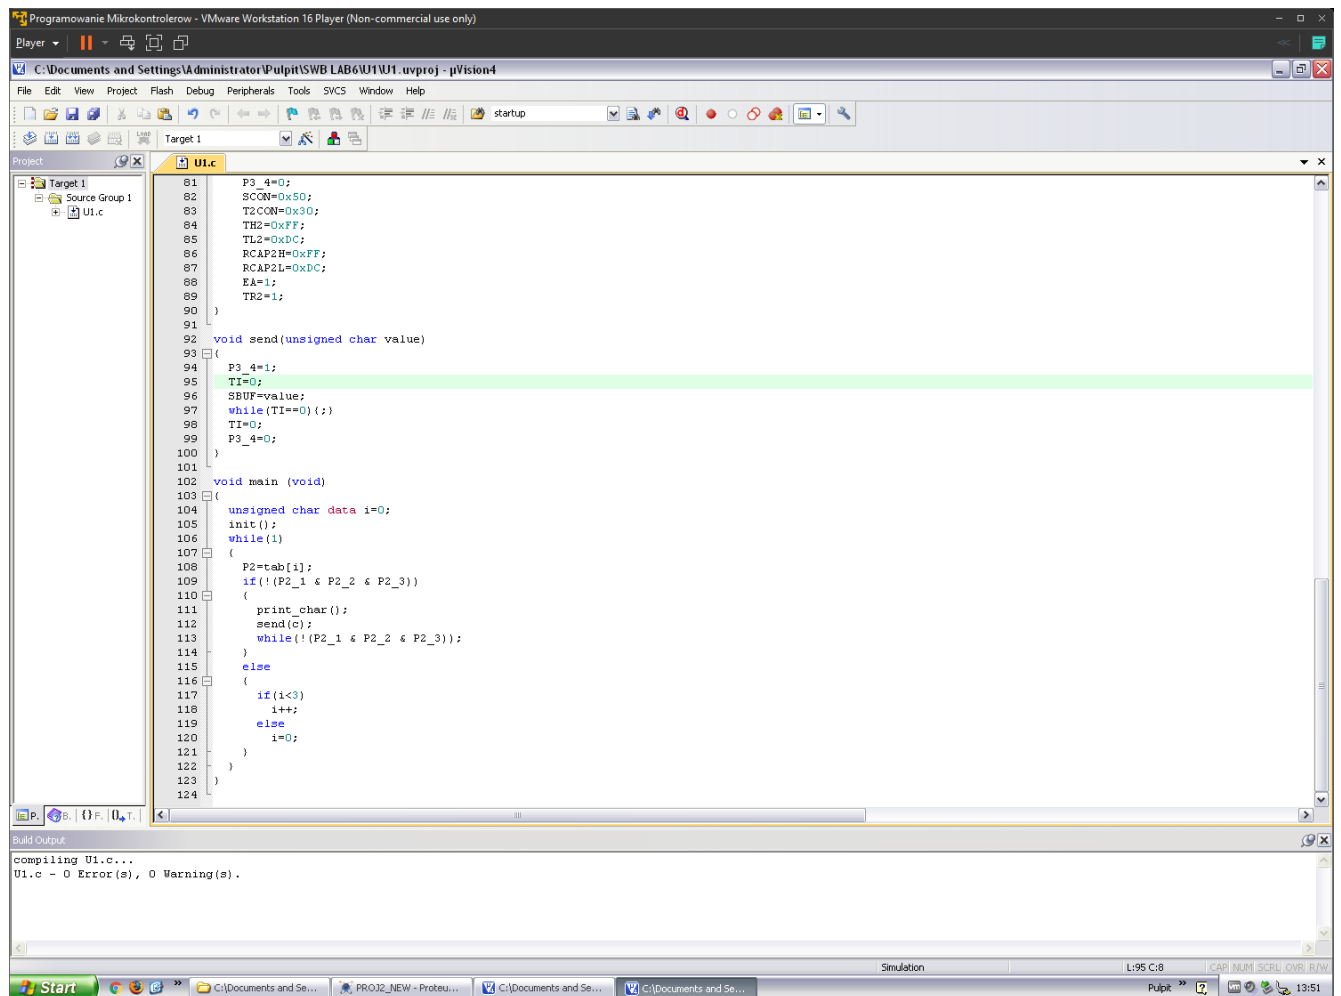 Programowanie Mikrokontrolerow - VMware Workstation 16 Player (Non-commercial use only)
Player
C:\Documents and Settings\Administrator\Pulpit\SWB LAB6\U1\U1.uvproj - µVision4
File Edit View Project Flash Debug Peripherals Tools SVCS Window Help
startup
LOAD Target 1
Project
U1.c
Target 1
Source Group 1
U1.c
81 P3_4=0;
82 SCON=0x50;
83 T2CON=0x30;
84 TH2=0xFF;
85 TL2=0xDC;
86 RCAP2H=0xFF;
87 RCAP2L=0xDC;
88 EA=1;
89 TR2=1;
90 }
91
92 void send(unsigned char value)
93 {
94 P3_4=1;
95 TI=0;
96 SBUF=value;
97 while(TI==0){;}
98 TI=0;
99 P3_4=0;
100 }
101
102 void main (void)
103 {
104 unsigned char data i=0;
105 init();
106 while(1)
107 {
108 P2=tab[i];
109 if(!(P2_1 & P2_2 & P2_3))
110 {
111 print_char();
112 send(c);
113 while(!(P2_1 & P2_2 & P2_3));
114 }
115 else
116 {
117 if(i<3)
118 i++;
119 else
120 i=0;
121 }
122 }
123 }
124
P. B. {} F. 0 T.
Build Output
compiling U1.c...
U1.c - 0 Error(s), 0 Warning(s).
Simulation L:95 C:8 CAP NUM SCRL OVR R/W
Start C:\Documents and Se... PROJ2_NEW - Proteu... C:\Documents and Se... C:\Documents and Se... Pulpit 13:51